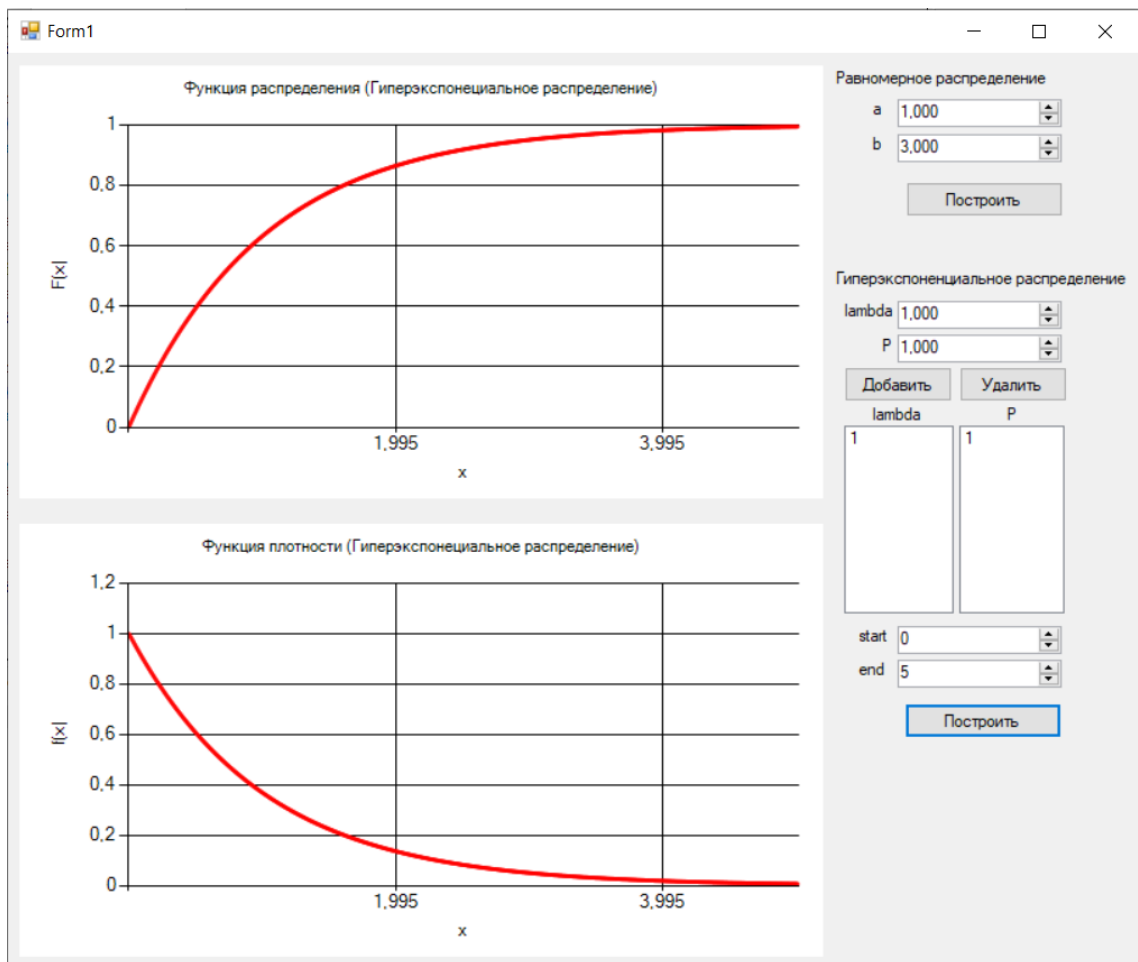 Form1
Функция распределения (Гиперэкспонециальное распределение)
1
0,8
0,6
0,4
0,2
0
F(x)
1,995
3,995
x
Функция плотности (Гиперэкспонециальное распределение)
1,2
1
0,8
0,6
0,4
0,2
0
f(x)
1,995
3,995
x
Равномерное распределение
a 1,000
b 3,000
Построить
Гиперэкспоненциальное распределение
lambda 1,000
P 1,000
Добавить Удалить
lambda P
1 1
start 0
end 5
Построить